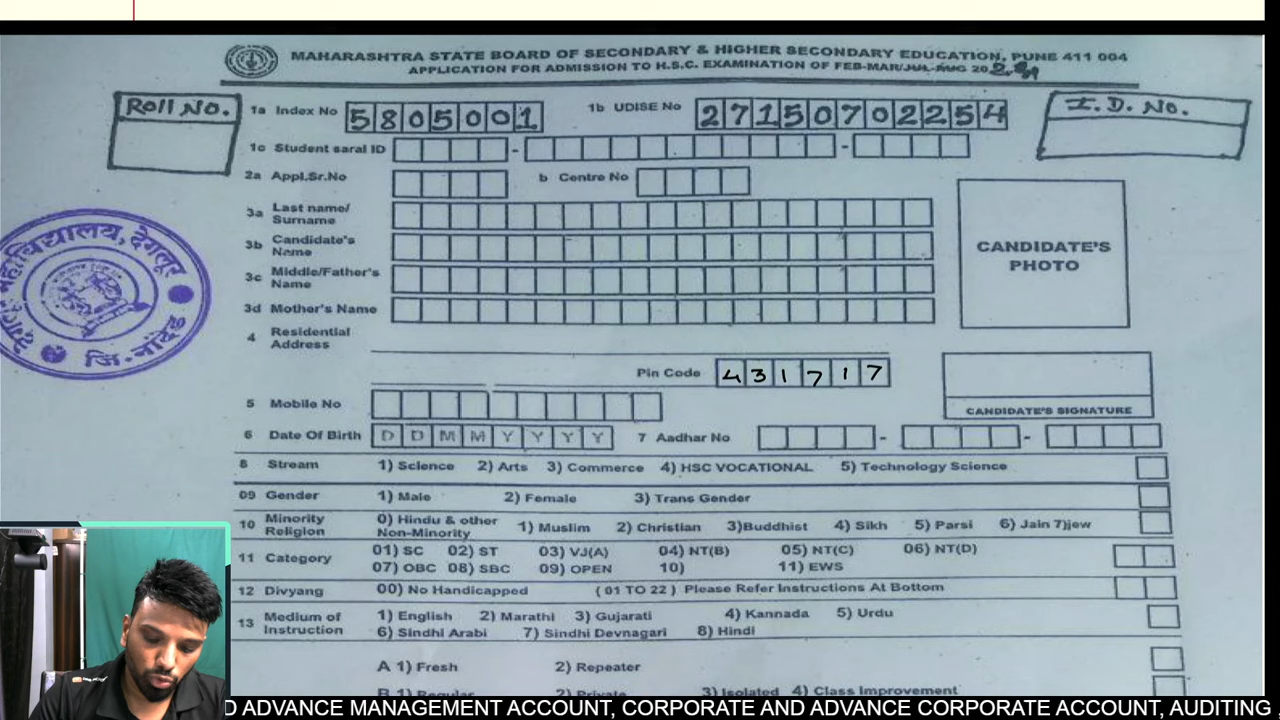 MAHARASHTRA STATE BOARD OF SECONDARY & HIGHER SECONDARY EDUCATION, PUNE 411 004
APPLICATION FOR ADMISSION TO H.S.C. EXAMINATION OF FEB-MAR/JUL-AUG 20
Roll No.
1a Index No 5805001 1b UDISE No 27150702254
I.D. No.
1c Student saral ID - -
2a Appl.Sr.No b Centre No
3a Last name/ Surname
3b Candidate's Name
3c Middle/Father's Name
3d Mother's Name
CANDIDATE'S PHOTO
महाविद्यालय, देगलूर
जि. नांदेड
4 Residential Address
Pin Code 431717
5 Mobile No
CANDIDATE'S SIGNATURE
6 Date Of Birth D D M M Y Y Y Y 7 Aadhar No - -
8 Stream 1) Science 2) Arts 3) Commerce 4) HSC VOCATIONAL 5) Technology Science
09 Gender 1) Male 2) Female 3) Trans Gender
10 Minority Religion 0) Hindu & other Non-Minority 1) Muslim 2) Christian 3)Buddhist 4) Sikh 5) Parsi 6) Jain 7)jew
11 Category 01) SC 02) ST 03) VJ(A) 04) NT(B) 05) NT(C) 06) NT(D)
07) OBC 08) SBC 09) OPEN 10) 11) EWS
12 Divyang 00) No Handicapped ( 01 TO 22 ) Please Refer Instructions At Bottom
13 Medium of Instruction 1) English 2) Marathi 3) Gujarati 4) Kannada 5) Urdu
6) Sindhi Arabi 7) Sindhi Devnagari 8) Hindi
A 1) Fresh 2) Repeater
B 1) Regular 2) Private 3) Isolated 4) Class Improvement
D ADVANCE MANAGEMENT ACCOUNT, CORPORATE AND ADVANCE CORPORATE ACCOUNT, AUDITING